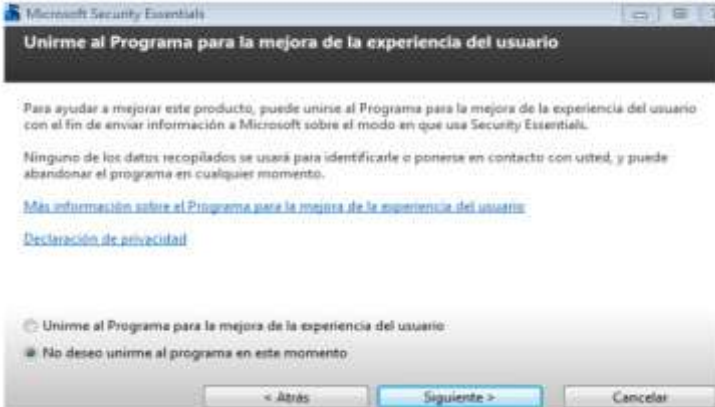 Microsoft Security Essentials
Unirme al Programa para la mejora de la experiencia del usuario
Para ayudar a mejorar este producto, puede unirse al Programa para la mejora de la experiencia del usuario
con el fin de enviar información a Microsoft sobre el modo en que usa Security Essentials.
Ninguno de los datos recopilados se usará para identificarle o ponerse en contacto con usted, y puede
abandonar el programa en cualquier momento.
Más información sobre el Programa para la mejora de la experiencia del usuario
Declaración de privacidad
Unirme al Programa para la mejora de la experiencia del usuario
No deseo unirme al programa en este momento
< Atrás
Siguiente >
Cancelar